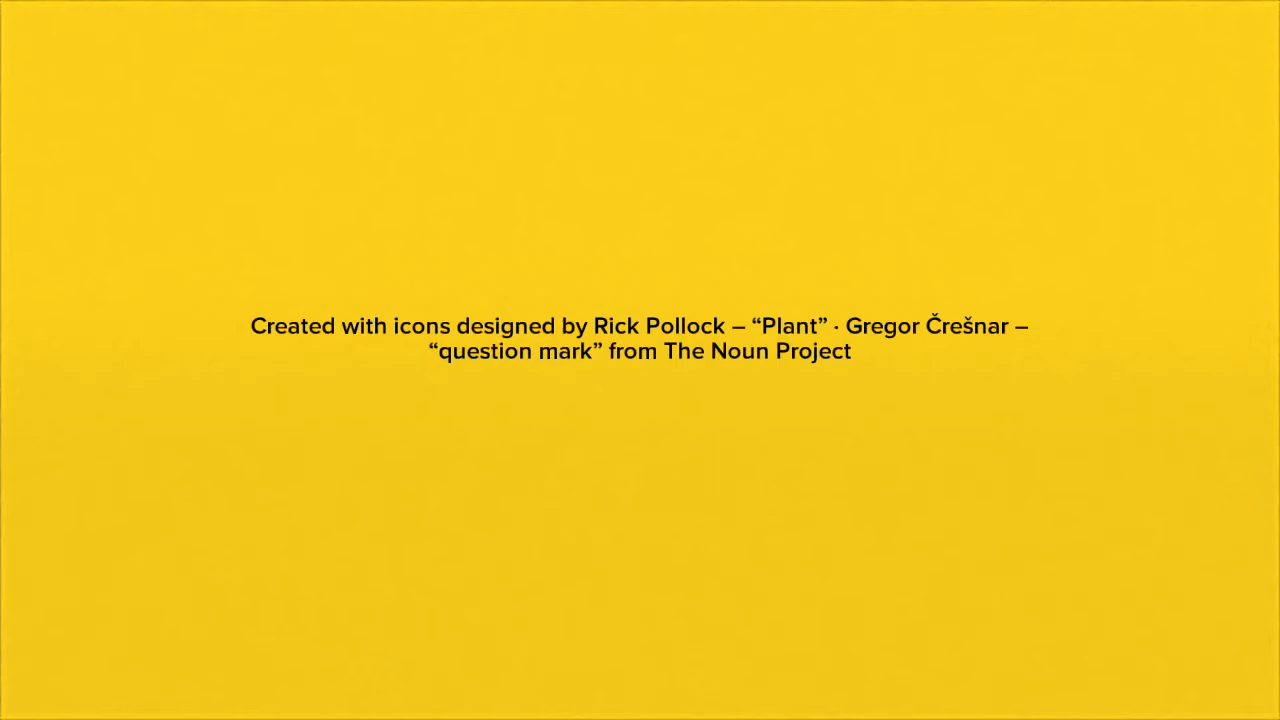 Created with icons designed by Rick Pollock – “Plant” · Gregor Črešnar –
“question mark” from The Noun Project